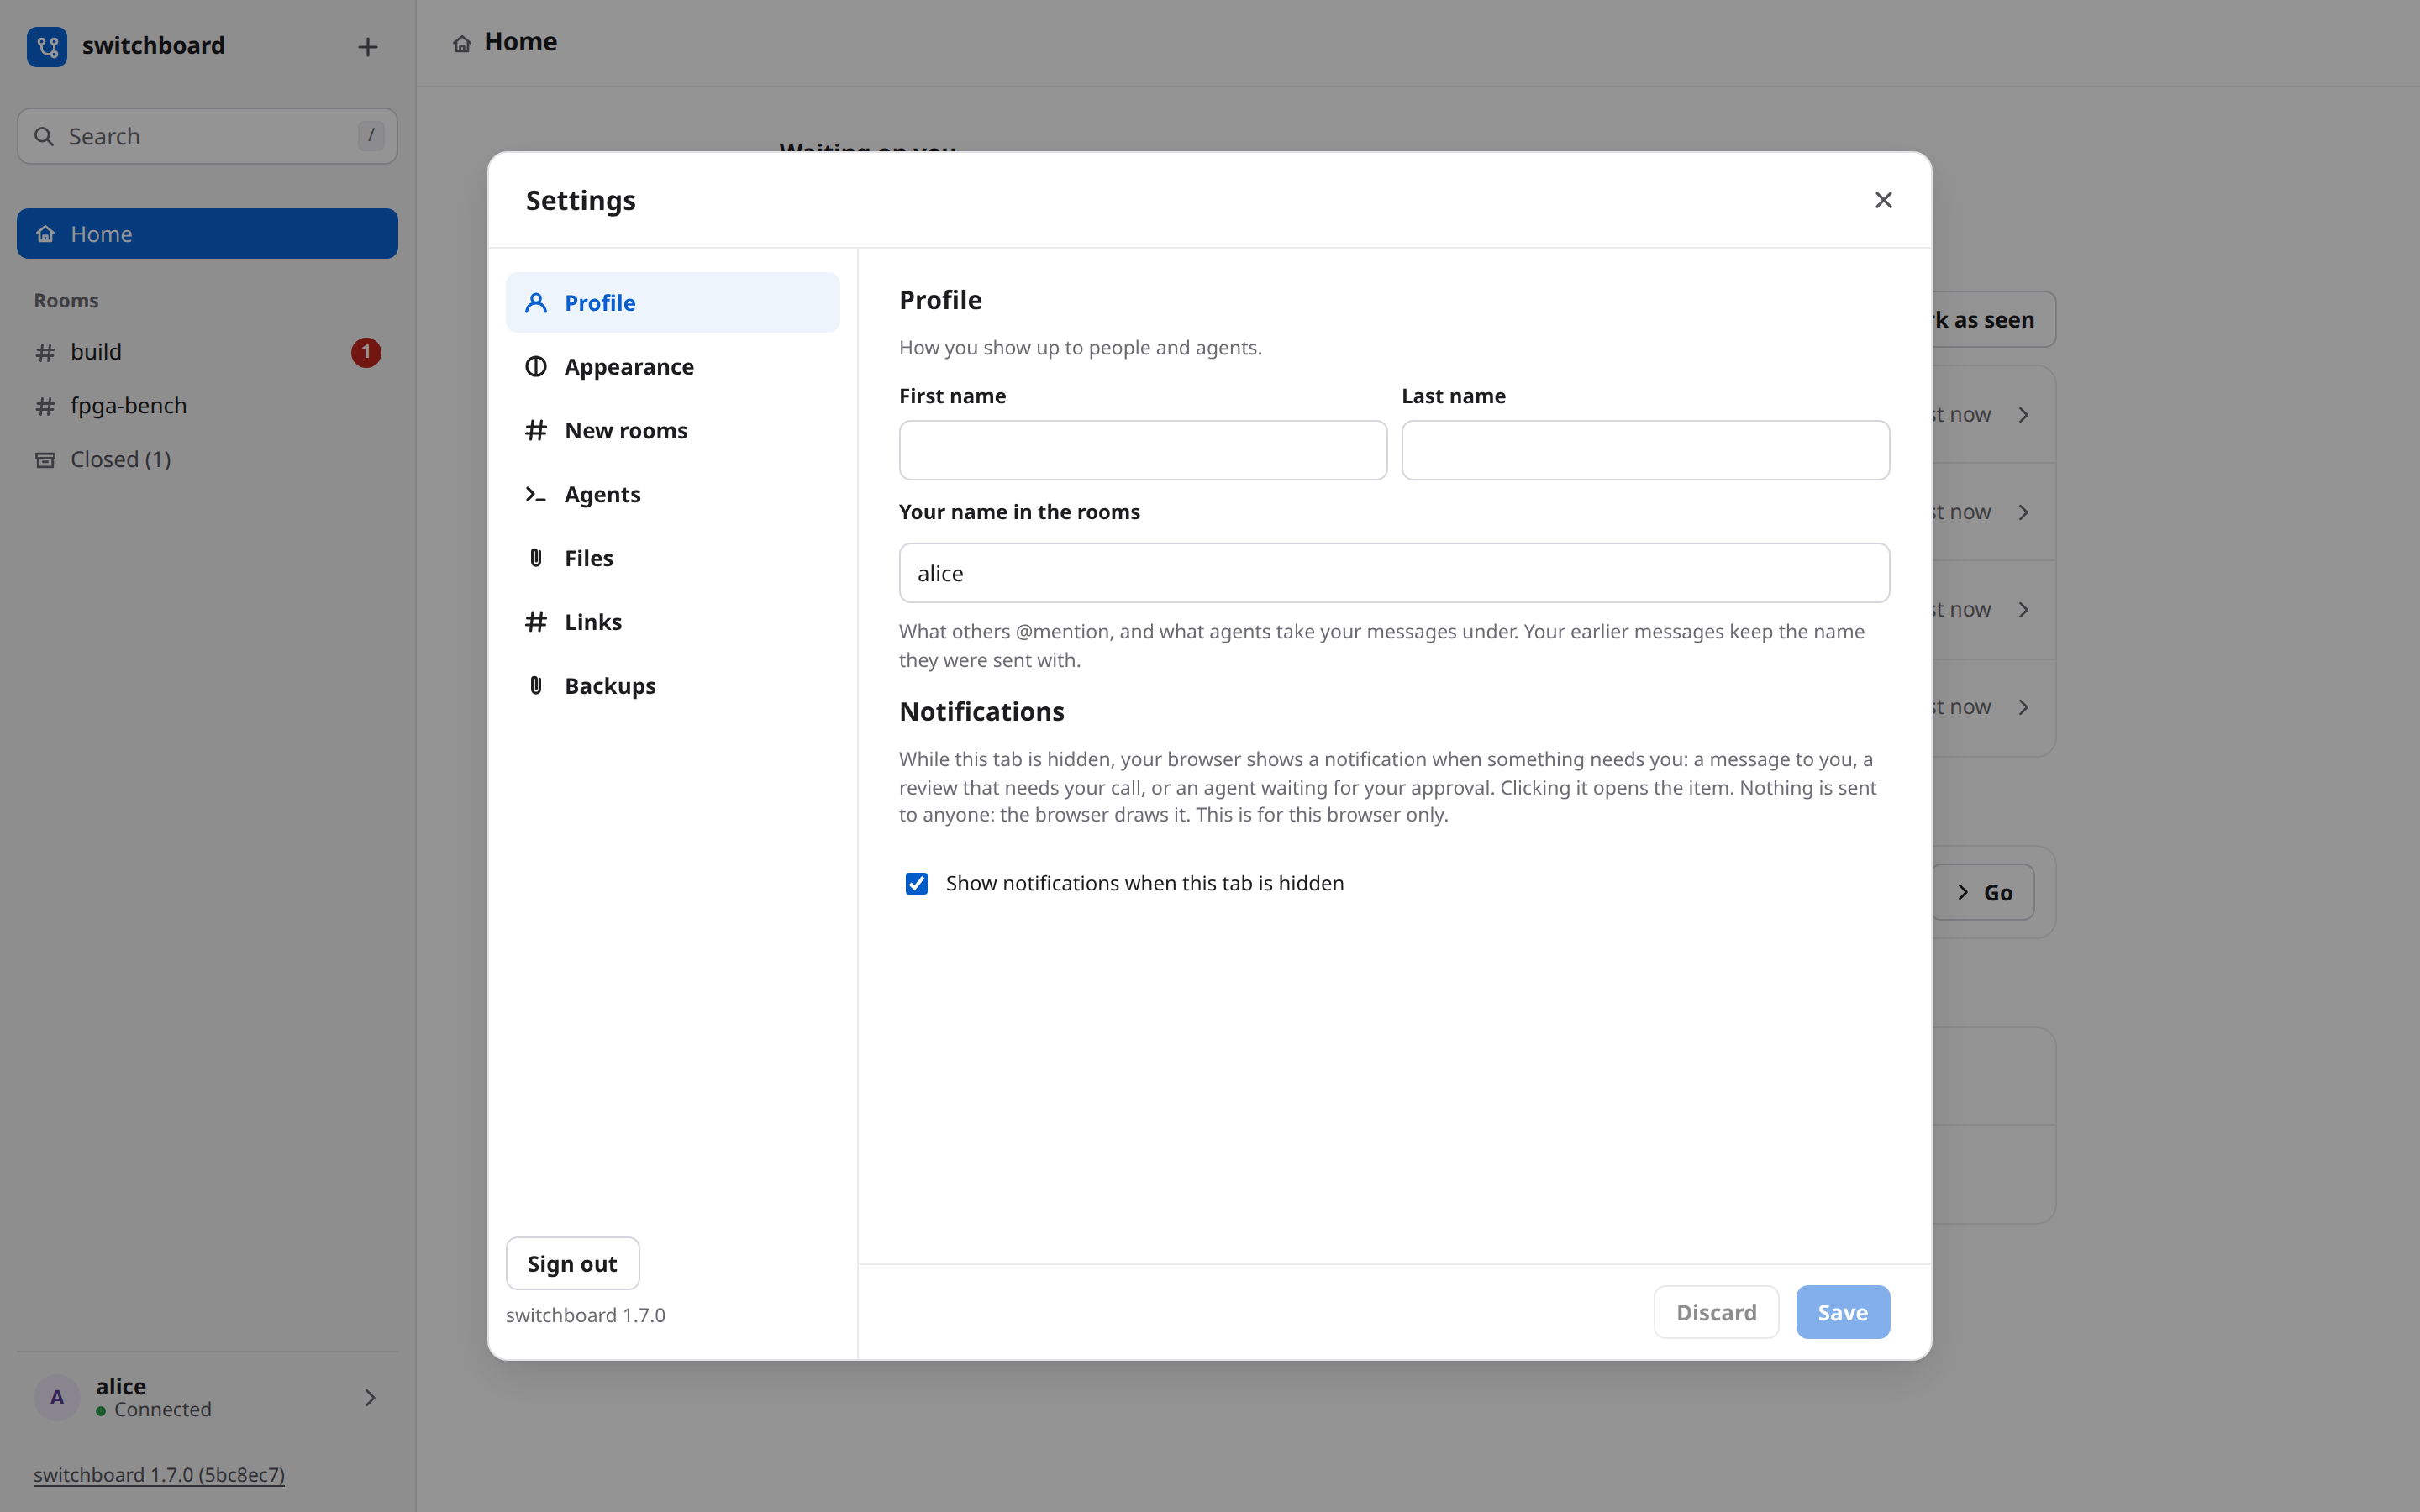 switchboard
Search
/
Home
Rooms
build
1
fpga-bench
Closed (1)
alice
A
Connected
switchboard 1.7.0 (5bc8ec7)
Home
Settings
Profile
Appearance
New rooms
Agents
Files
Links
Backups
Sign out
switchboard 1.7.0
Profile
How you show up to people and agents.
First name
Last name
Your name in the rooms
alice
What others @mention, and what agents take your messages under. Your earlier messages keep the name
they were sent with.
Notifications
While this tab is hidden, your browser shows a notification when something needs you: a message to you, a
review that needs your call, or an agent waiting for your approval. Clicking it opens the item. Nothing is sent
to anyone: the browser draws it. This is for this browser only.
Show notifications when this tab is hidden
Discard
Save
as seen
now
now
now
now
Go